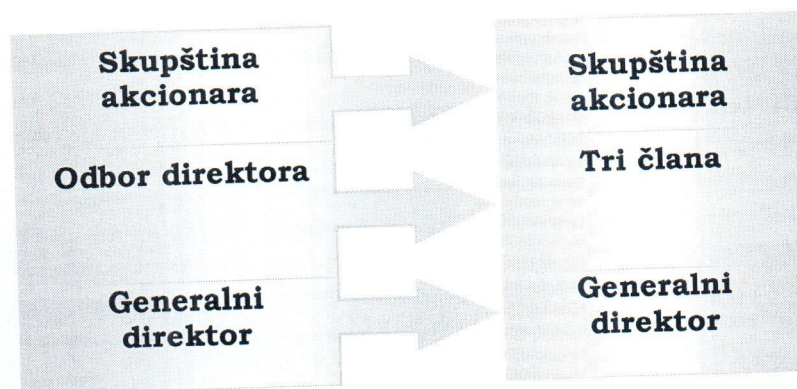 Skupština
akcionara
Odbor direktora
Generalni
direktor
Skupština
akcionara
Tri člana
Generalni
direktor